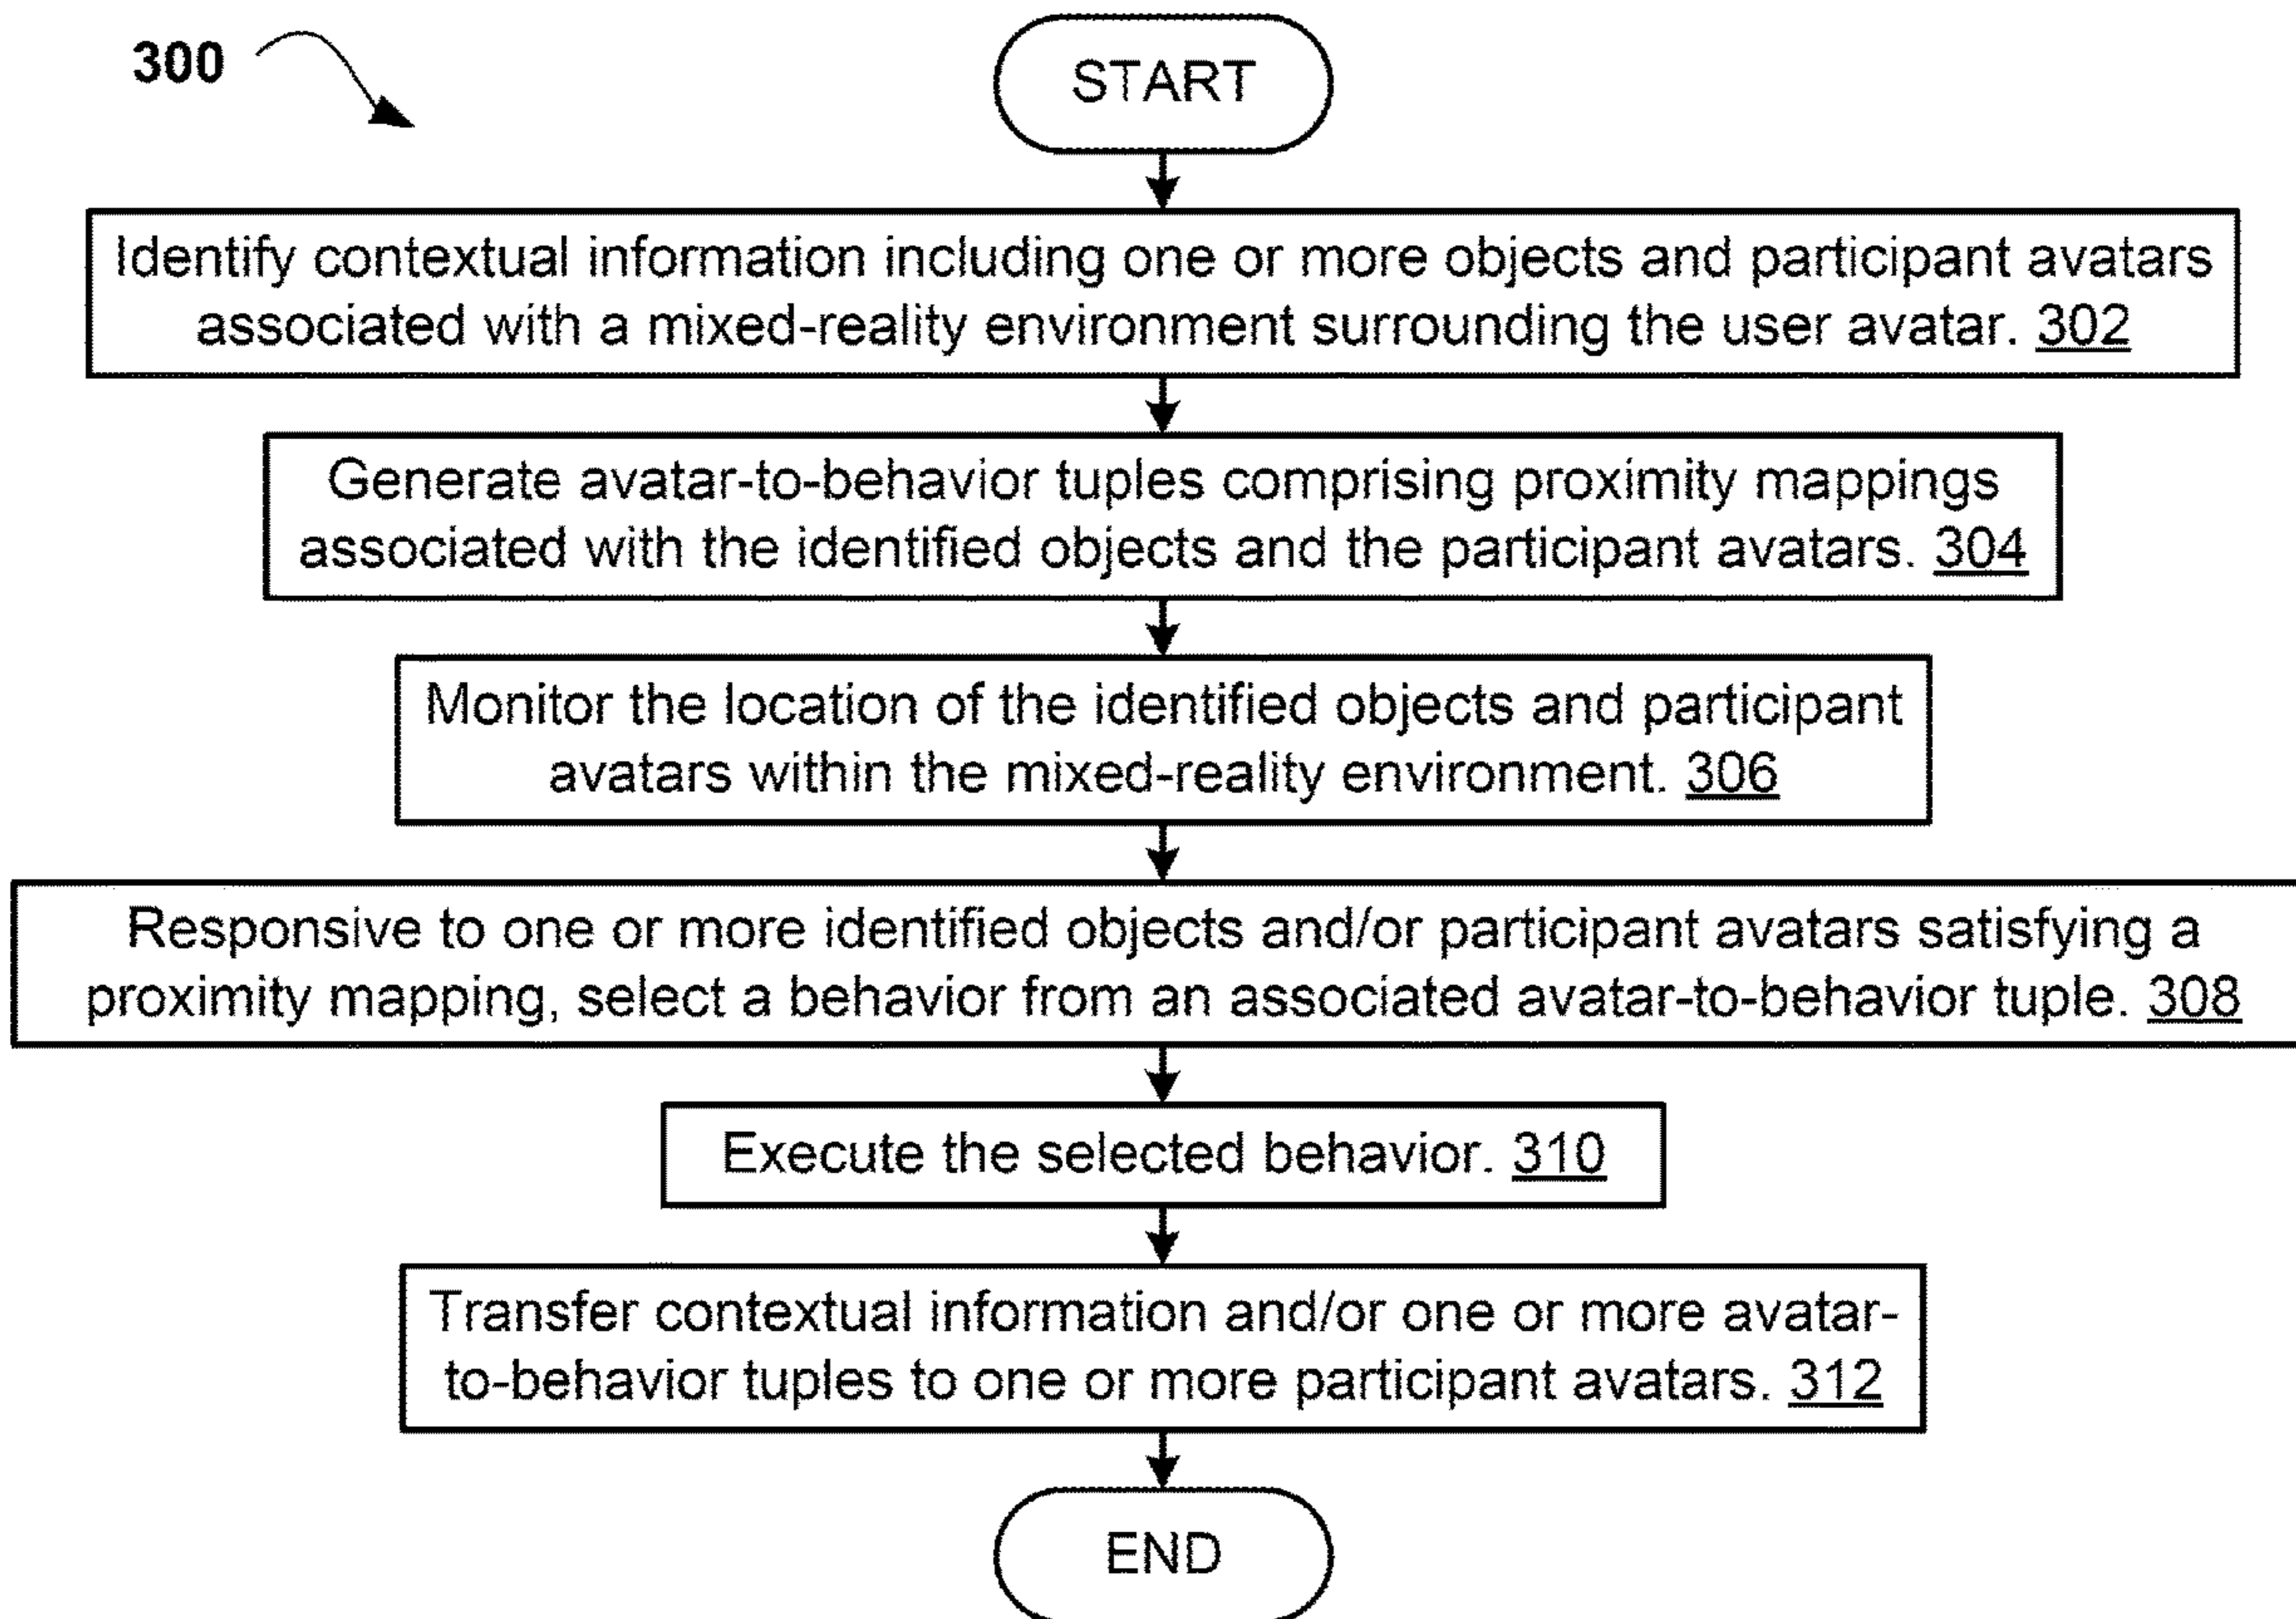 300
START
Identify contextual information including one or more objects and participant avatars
associated with a mixed-reality environment surrounding the user avatar. 302
Generate avatar-to-behavior tuples comprising proximity mappings
associated with the identified objects and the participant avatars. 304
Monitor the location of the identified objects and participant
avatars within the mixed-reality environment. 306
Responsive to one or more identified objects and/or participant avatars satisfying a
proximity mapping, select a behavior from an associated avatar-to-behavior tuple. 308
Execute the selected behavior. 310
Transfer contextual information and/or one or more avatar-
to-behavior tuples to one or more participant avatars. 312
END